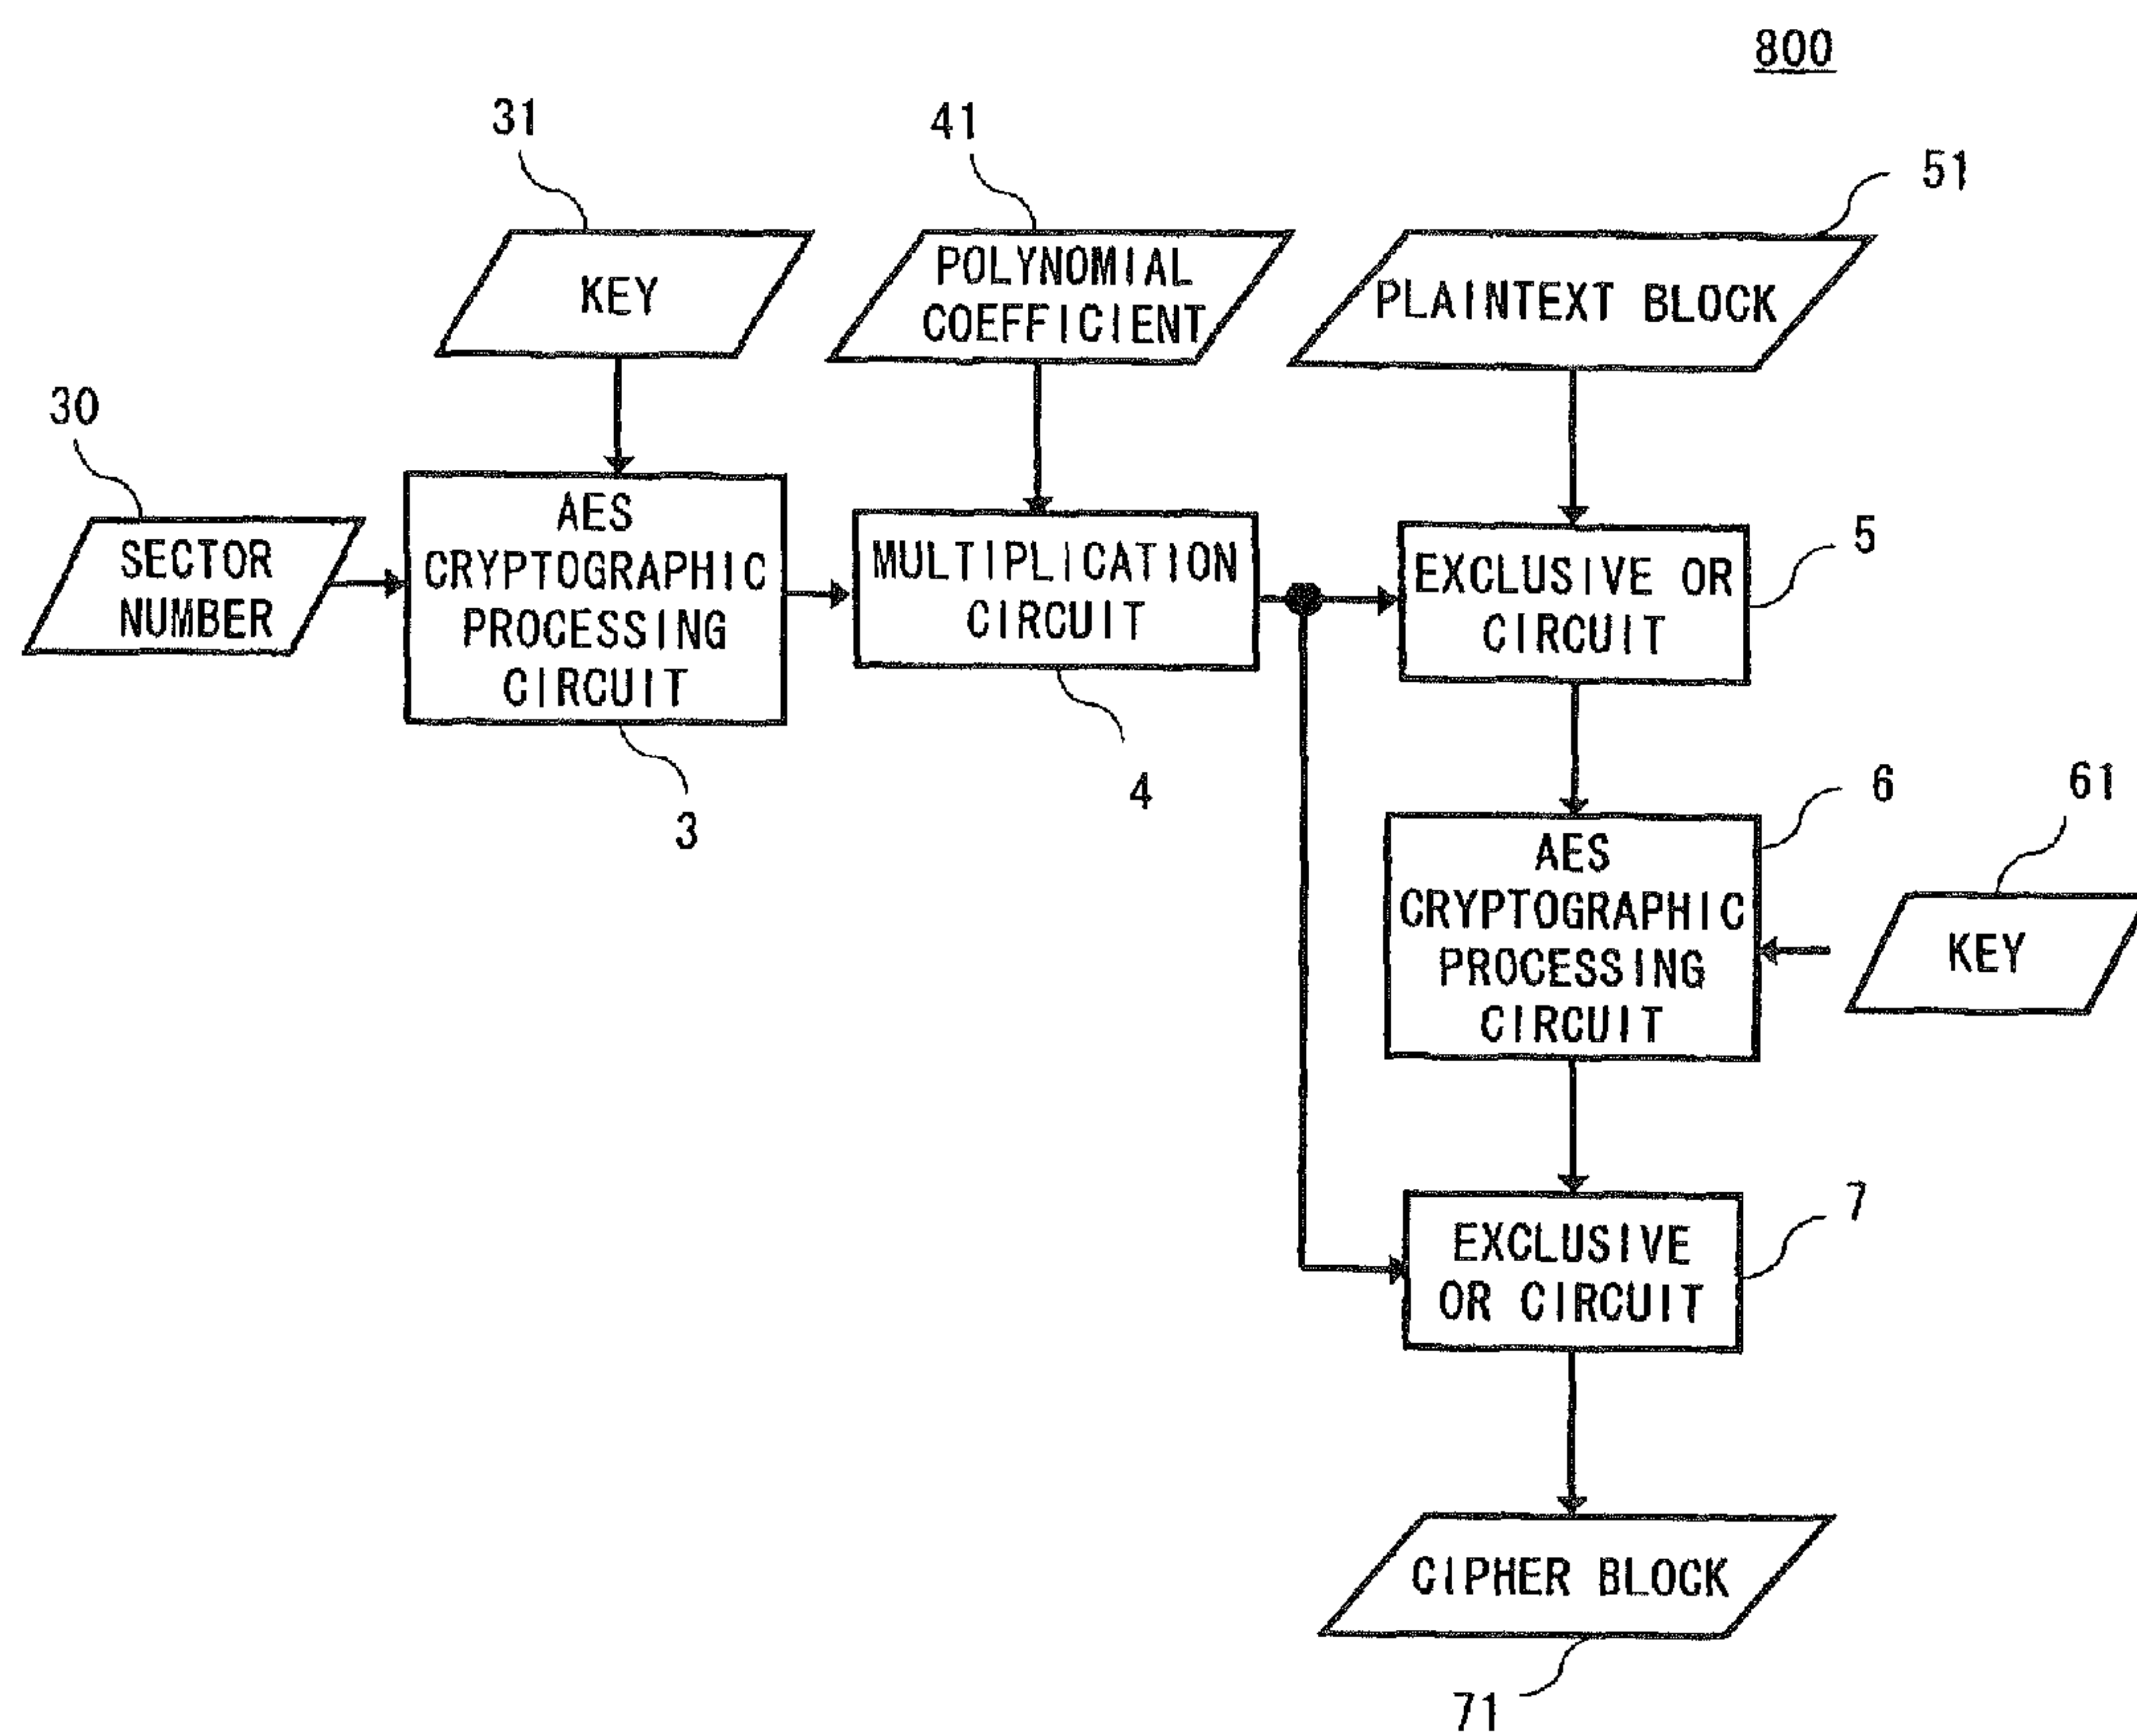 800
31
41
51
KEY
POLYNOMIAL
COEFFICIENT
PLAINTEXT BLOCK
30
SECTOR
NUMBER
AES
CRYPTOGRAPHIC
PROCESSING
CIRCUIT
3
MULTIPLICATION
CIRCUIT
4
EXCLUSIVE OR
CIRCUIT
5
AES
CRYPTOGRAPHIC
PROCESSING
CIRCUIT
6
61
KEY
EXCLUSIVE
OR CIRCUIT
7
CIPHER BLOCK
71